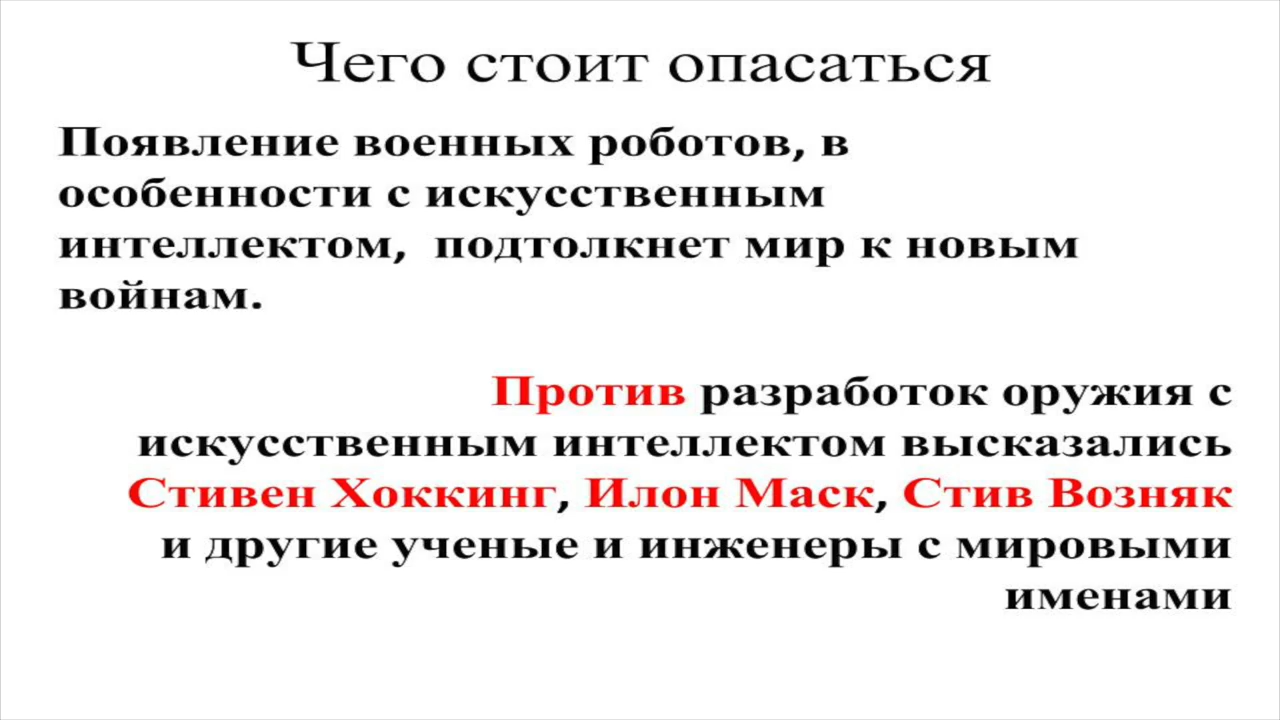 Чего стоит опасаться
Появление военных роботов, в
особенности с искусственным
интеллектом,  подтолкнет мир к новым
войнам.
Против разработок оружия с
искусственным интеллектом высказались
Стивен Хоккинг, Илон Маск, Стив Возняк
и другие ученые и инженеры с мировыми
именами